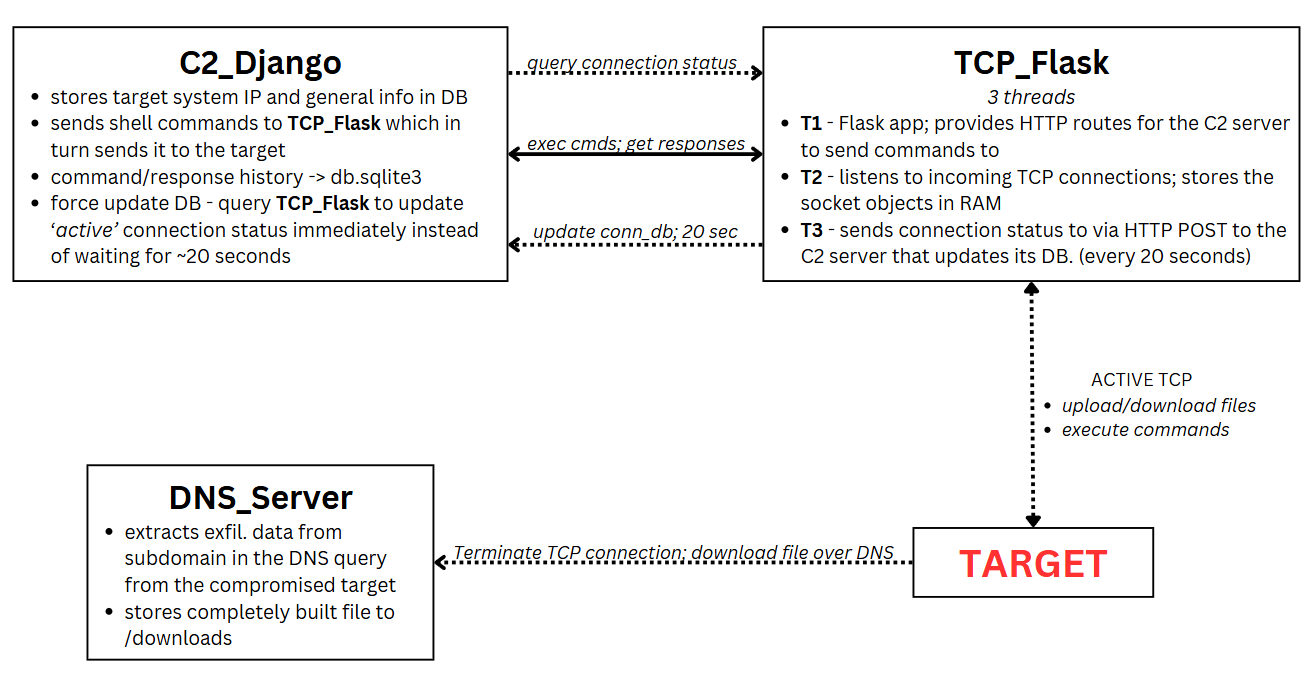 C2_Django
• stores target system IP and general info in DB
• sends shell commands to TCP_Flask which in
turn sends it to the target
• command/response history -> db.sqlite3
• force update DB - query TCP_Flask to update
‘active’ connection status immediately instead
of waiting for ~20 seconds
query connection status
exec cmds; get responses
update conn_db; 20 sec
TCP_Flask
3 threads
• T1 - Flask app; provides HTTP routes for the C2 server
to send commands to
• T2 - listens to incoming TCP connections; stores the
socket objects in RAM
• T3 - sends connection status to via HTTP POST to the
C2 server that updates its DB. (every 20 seconds)
ACTIVE TCP
• upload/download files
• execute commands
DNS_Server
• extracts exfil. data from
subdomain in the DNS query
from the compromised target
• stores completely built file to
/downloads
Terminate TCP connection; download file over DNS
TARGET